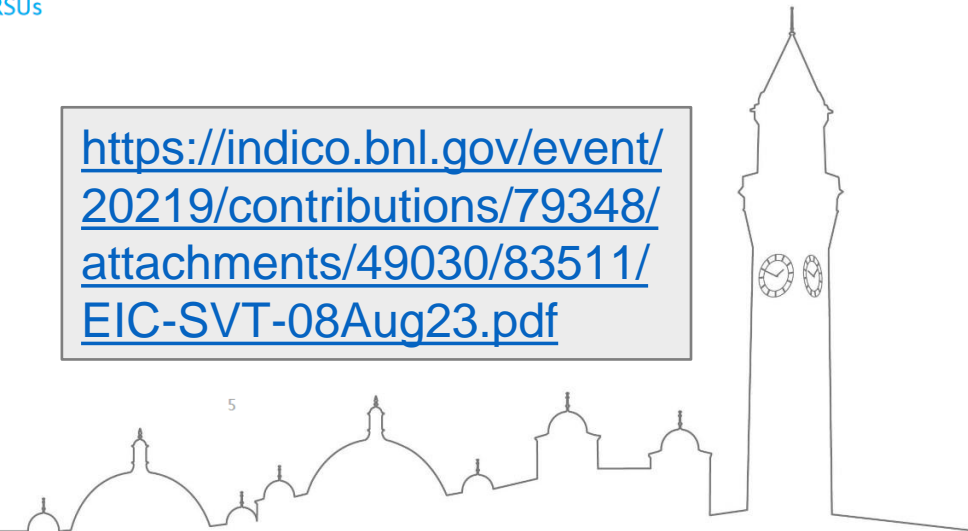 RSUs
https://indico.bnl.gov/event/
20219/contributions/79348/
attachments/49030/83511/
EIC-SVT-08Aug23.pdf
5